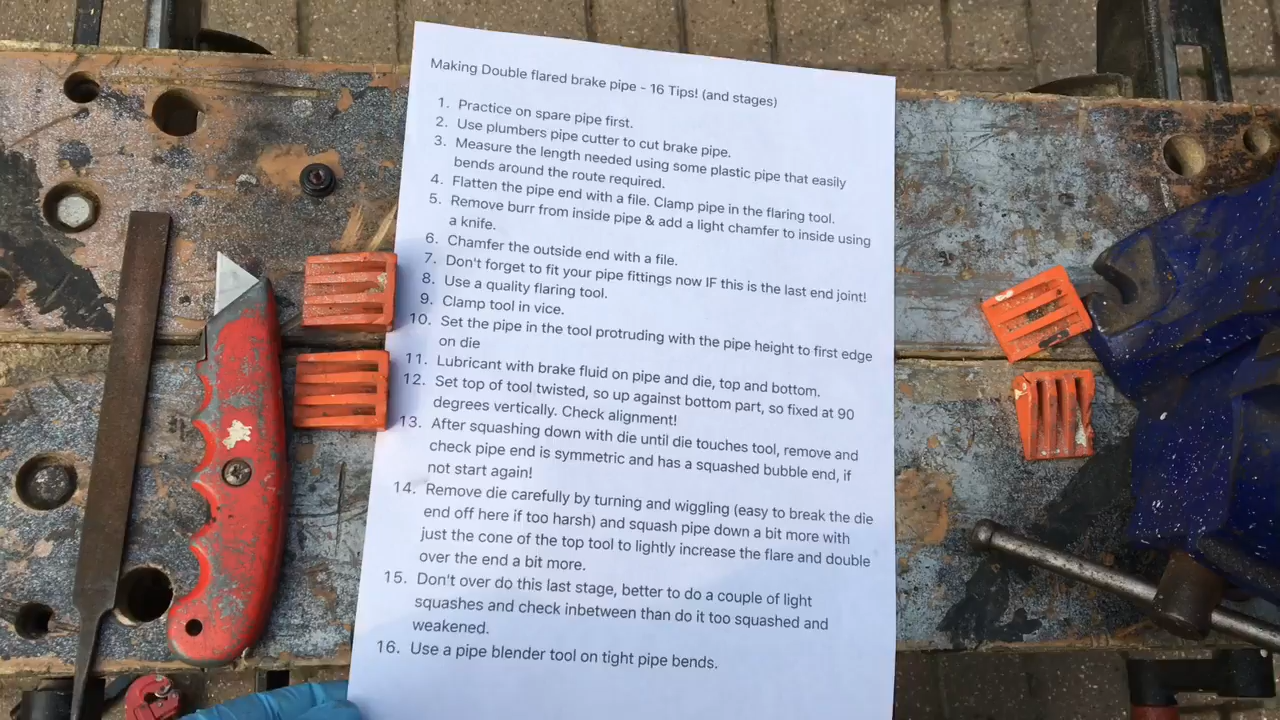 Making Double flared brake pipe - 16 Tips! (and stages)
1. Practice on spare pipe first.
2. Use plumbers pipe cutter to cut brake pipe.
3. Measure the length needed using some plastic pipe that easily
bends around the route required.
4. Flatten the pipe end with a file. Clamp pipe in the flaring tool.
5. Remove burr from inside pipe & add a light chamfer to inside using
a knife.
6. Chamfer the outside end with a file.
7. Don't forget to fit your pipe fittings now IF this is the last end joint!
8. Use a quality flaring tool.
9. Clamp tool in vice.
10. Set the pipe in the tool protruding with the pipe height to first edge
on die
11. Lubricant with brake fluid on pipe and die, top and bottom.
12. Set top of tool twisted, so up against bottom part, so fixed at 90
degrees vertically. Check alignment!
13. After squashing down with die until die touches tool, remove and
check pipe end is symmetric and has a squashed bubble end, if
not start again!
14. Remove die carefully by turning and wiggling (easy to break the die
end off here if too harsh) and squash pipe down a bit more with
just the cone of the top tool to lightly increase the flare and double
over the end a bit more.
15. Don't over do this last stage, better to do a couple of light
squashes and check inbetween than do it too squashed and
weakened.
16. Use a pipe blender tool on tight pipe bends.